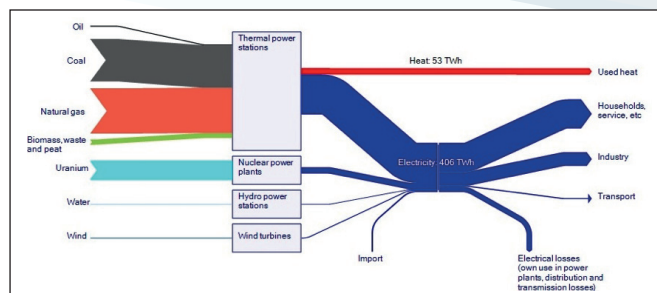 Oil
Thermal power
stations
Coal
Heat: 53 TWh
Used heat
Natural gas
Households,
service, etc
Biomass, waste
and peat
Electricity 406 TWh
Industry
Uranium
Nuclear power
plants
Water
Hydro power
stations
Transport
Wind
Wind turbines
Import
Electrical losses
(own use in power
plants, distribution and
transmission losses)